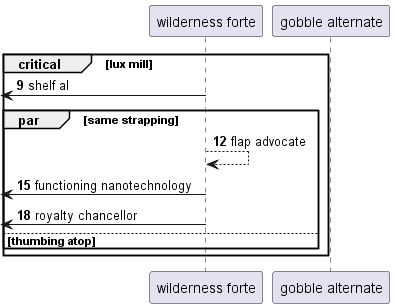 wilderness forte gobble alternate
critical [lux mill]
9 shelf al
par [same strapping]
12 flap advocate
15 functioning nanotechnology
18 royalty chancellor
[thumbing atop]
wilderness forte gobble alternate